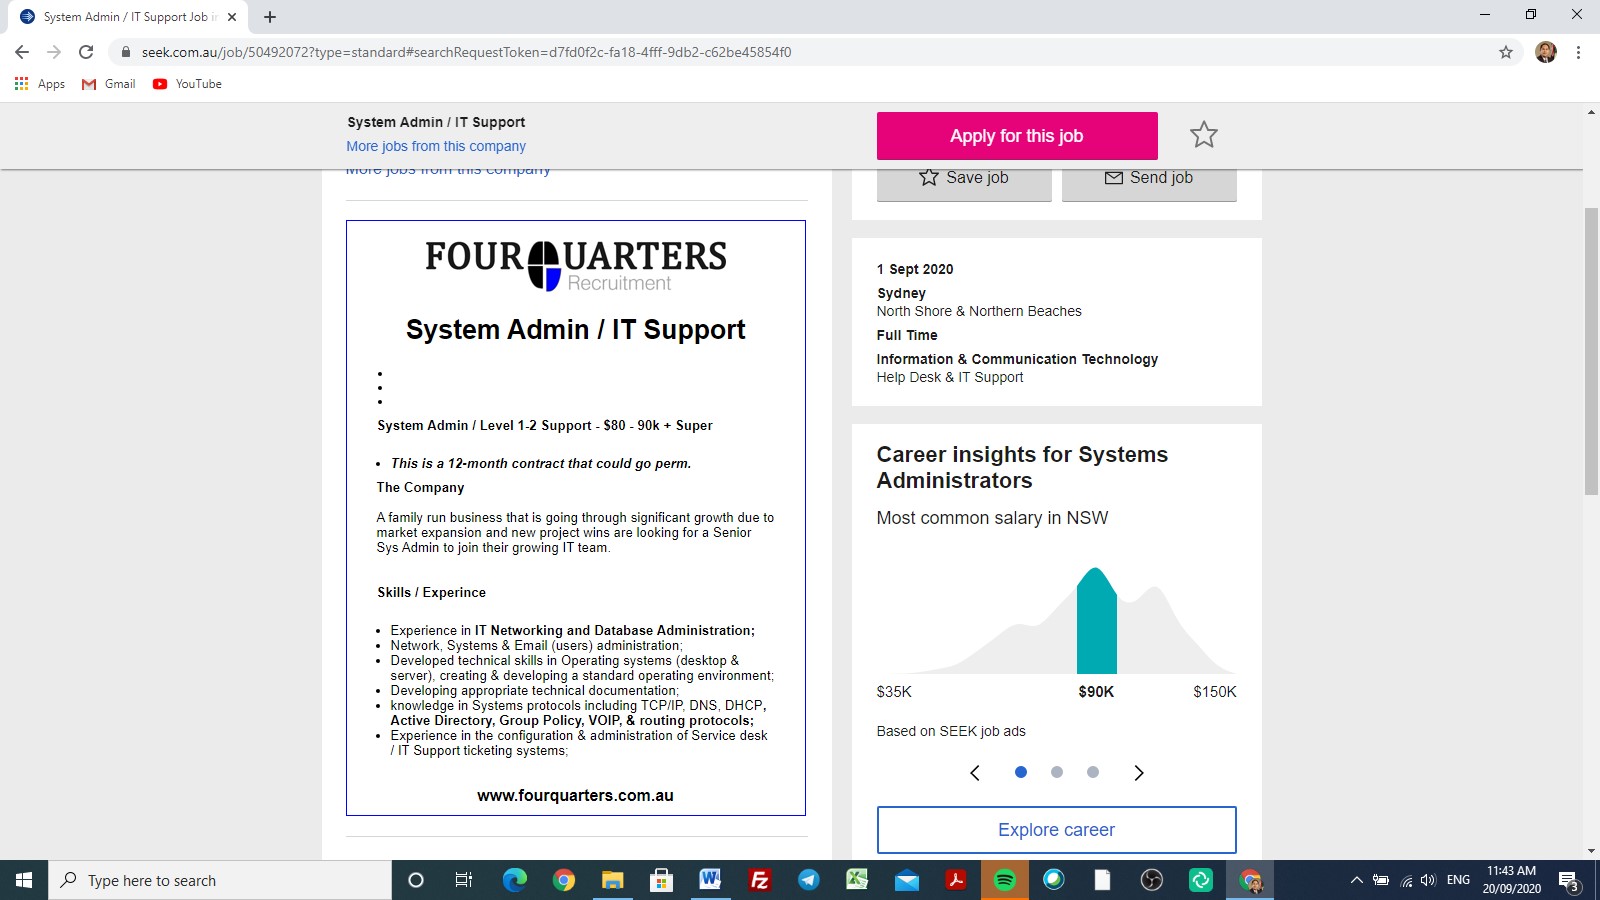 System Admin / IT Support Job in
seek.com.au/job/50492072?type=standard#searchRequestToken=d7fd0f2c-fa18-4fff-9db2-c62be45854f0
Apps Gmail YouTube
System Admin / IT Support
More jobs from this company
Apply for this job
More jobs from this company
Save job
Send job
FOUR QUARTERS
Recruitment
System Admin / IT Support
System Admin / Level 1-2 Support - $80 - 90k + Super
• This is a 12-month contract that could go perm.
The Company
A family run business that is going through significant growth due to
market expansion and new project wins are looking for a Senior
Sys Admin to join their growing IT team.
Skills / Experince
• Experience in IT Networking and Database Administration;
• Network, Systems & Email (users) administration;
• Developed technical skills in Operating systems (desktop &
server), creating & developing a standard operating environment;
• Developing appropriate technical documentation;
• knowledge in Systems protocols including TCP/IP, DNS, DHCP,
Active Directory, Group Policy, VOIP, & routing protocols;
• Experience in the configuration & administration of Service desk
/ IT Support ticketing systems;
www.fourquarters.com.au
1 Sept 2020
Sydney
North Shore & Northern Beaches
Full Time
Information & Communication Technology
Help Desk & IT Support
Career insights for Systems
Administrators
Most common salary in NSW
$35K $90K $150K
Based on SEEK job ads
Explore career
Type here to search
ENG
11:43 AM
20/09/2020
3